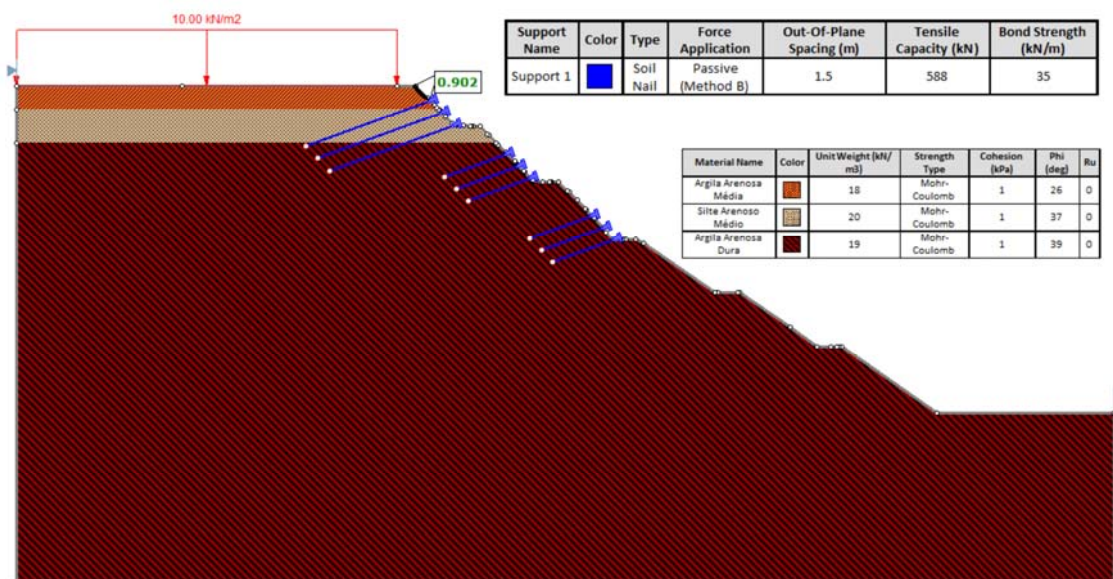 10.00 kN/m2
0.902
Support Name Color Type Force Application Out-Of-Plane Spacing (m) Tensile Capacity (kN) Bond Strength (kN/m)
Support 1 Soil Nail Passive (Method B) 1.5 588 35
Material Name Color Unit Weight (kN/m3) Strength Type Cohesion (kPa) Phi (deg) Ru
Argila Arenosa Média 18 Mohr-Coulomb 1 26 0
Silte Arenoso Médio 20 Mohr-Coulomb 1 37 0
Argila Arenosa Dura 19 Mohr-Coulomb 1 39 0